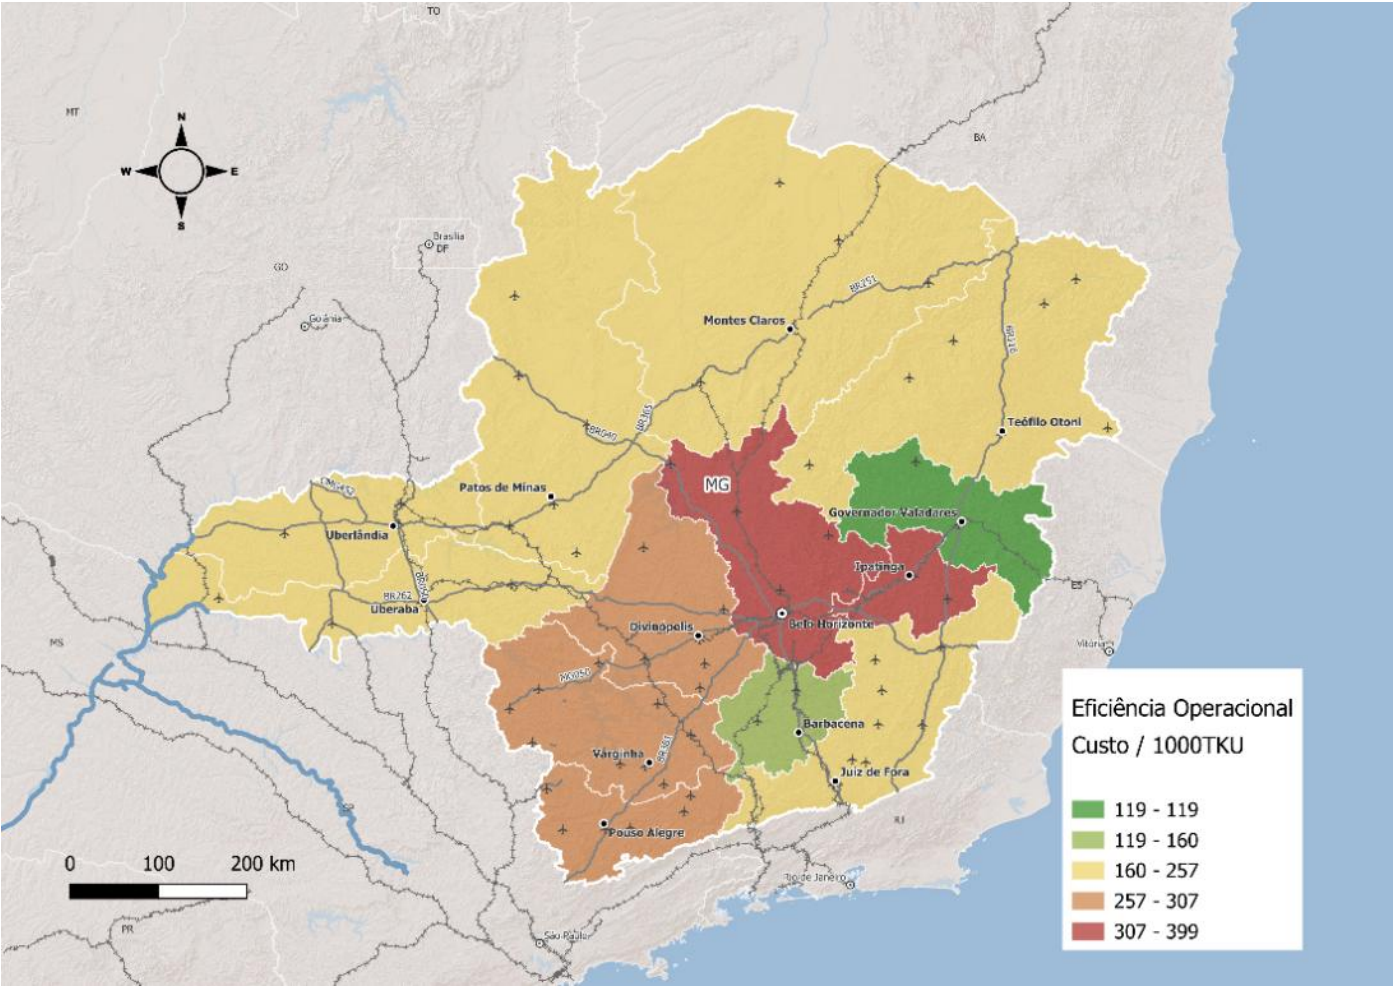 TO
MT
N
W
E
S
BA
Brasília
DF
GO
Goiânia
BR251
Montes Claros
BR116
BR365
BR040
Teófilo Otoni
MG
CMG452
Patos de Minas
Governador Valadares
Uberlândia
Ipatinga
BR050
BR262
Uberaba
ES
Belo Horizonte
Divinopolis
MS
Vitória
MG050
Barbacena
BR381
Varginha
Juiz de Fora
SP
Pouso Alegre
RJ
0 100 200 km
Rio de Janeiro
PR
São Paulo
Eficiência Operacional
Custo / 1000TKU
119 - 119
119 - 160
160 - 257
257 - 307
307 - 399